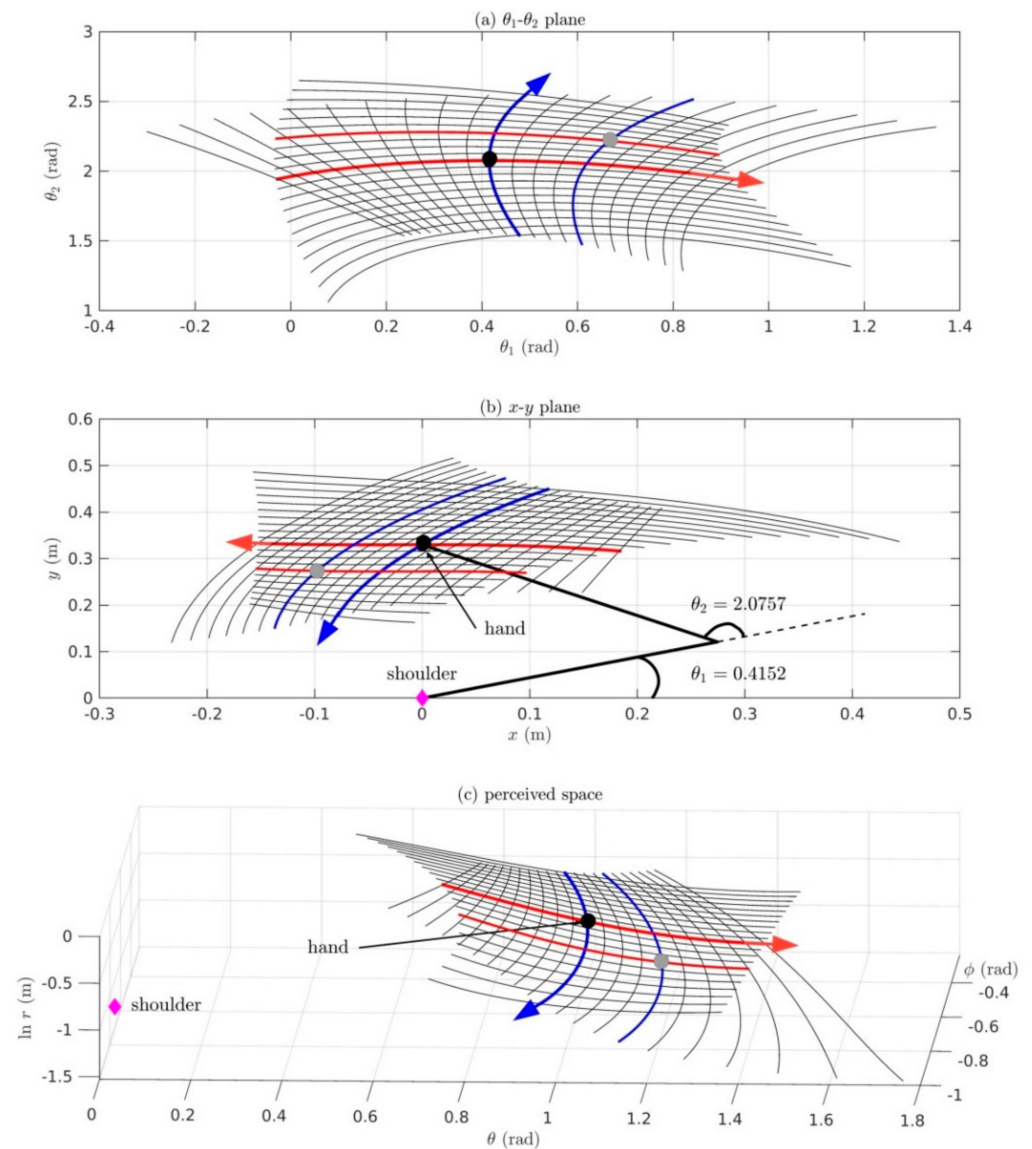 (a) θ₁-θ₂ plane
3
2.5
2
1.5
1
θ₂ (rad)
-0.4 -0.2 0 0.2 0.4 0.6 0.8 1 1.2 1.4
θ₁ (rad)
(b) x-y plane
0.6
0.5
0.4
0.3
0.2
0.1
0
y (m)
θ₂ = 2.0757
hand
shoulder
θ₁ = 0.4152
-0.3 -0.2 -0.1 0 0.1 0.2 0.3 0.4 0.5
x (m)
(c) perceived space
hand
shoulder
0
-0.5
-1
-1.5
ln r (m)
ϕ (rad)
-0.4
-0.6
-0.8
-1
0 0.2 0.4 0.6 0.8 1 1.2 1.4 1.6 1.8
θ (rad)